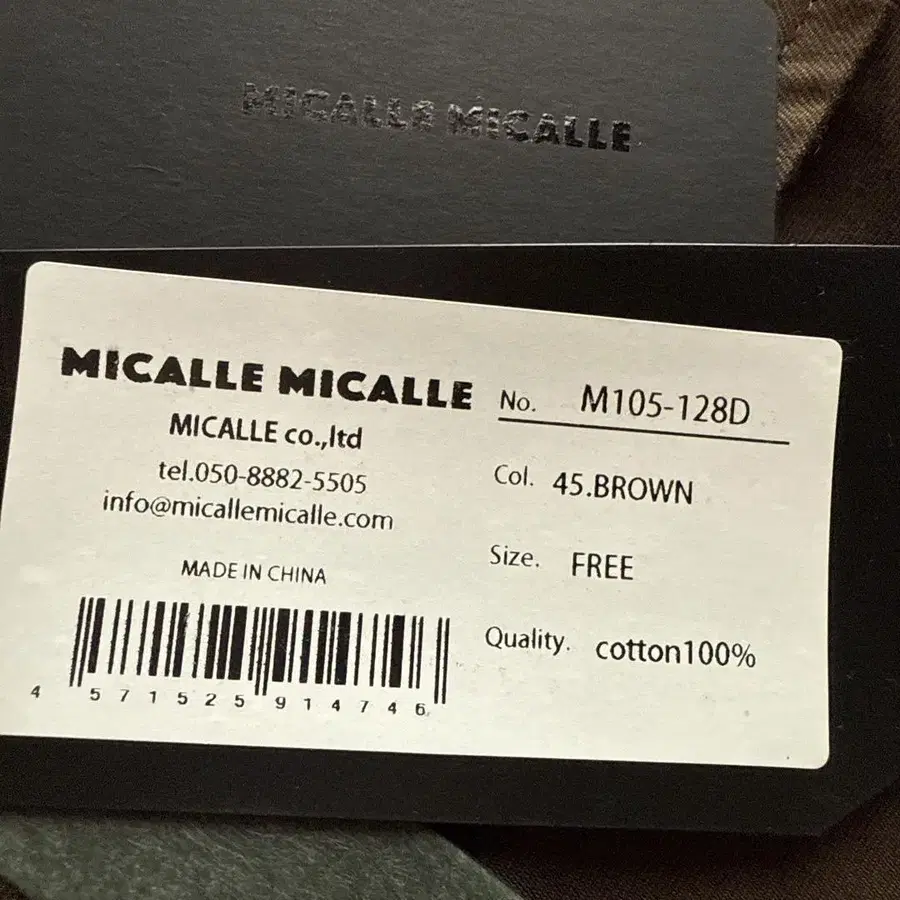 MICALLE MICALLE
MICALLE MICALLE
MICALLE co.,ltd
tel.050-8882-5505
info@micallemicalle.com
MADE IN CHINA
4 571525 914746
No. M105-128D
Col. 45.BROWN
Size. FREE
Quality. cotton100%